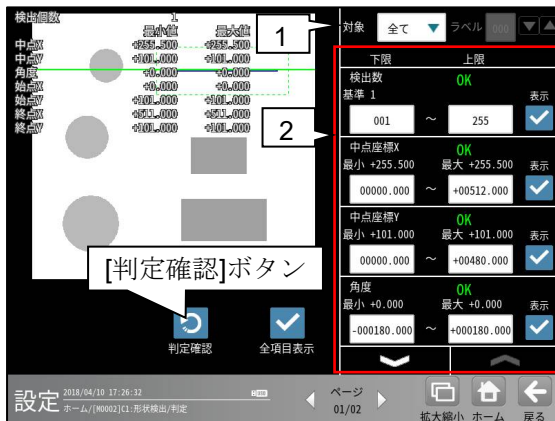 検出個数 1
最小値 最大値
中点X +255.500 +255.500
中点Y +101.000 +101.000
角度 +0.000 +0.000
始点X +0.000 +0.000
始点Y +101.000 +101.000
終点X +511.000 +511.000
終点Y +101.000 +101.000
1
2
[判定確認]ボタン
判定確認
全項目表示
対象 全て ラベル 000
下限 上限
検出数 OK
基準 1 表示
001 ～ 255
中点座標X OK
最小 +255.500 最大 +255.500 表示
00000.000 ～ +00512.000
中点座標Y OK
最小 +101.000 最大 +101.000 表示
00000.000 ～ +00480.000
角度 OK
最小 +0.000 最大 +0.000 表示
-000180.000 ～ +000180.000
設定
2018/04/10 17:26:32
ホーム/[M0002]C1:形状検出/判定
ページ
01/02
拡大縮小 ホーム 戻る